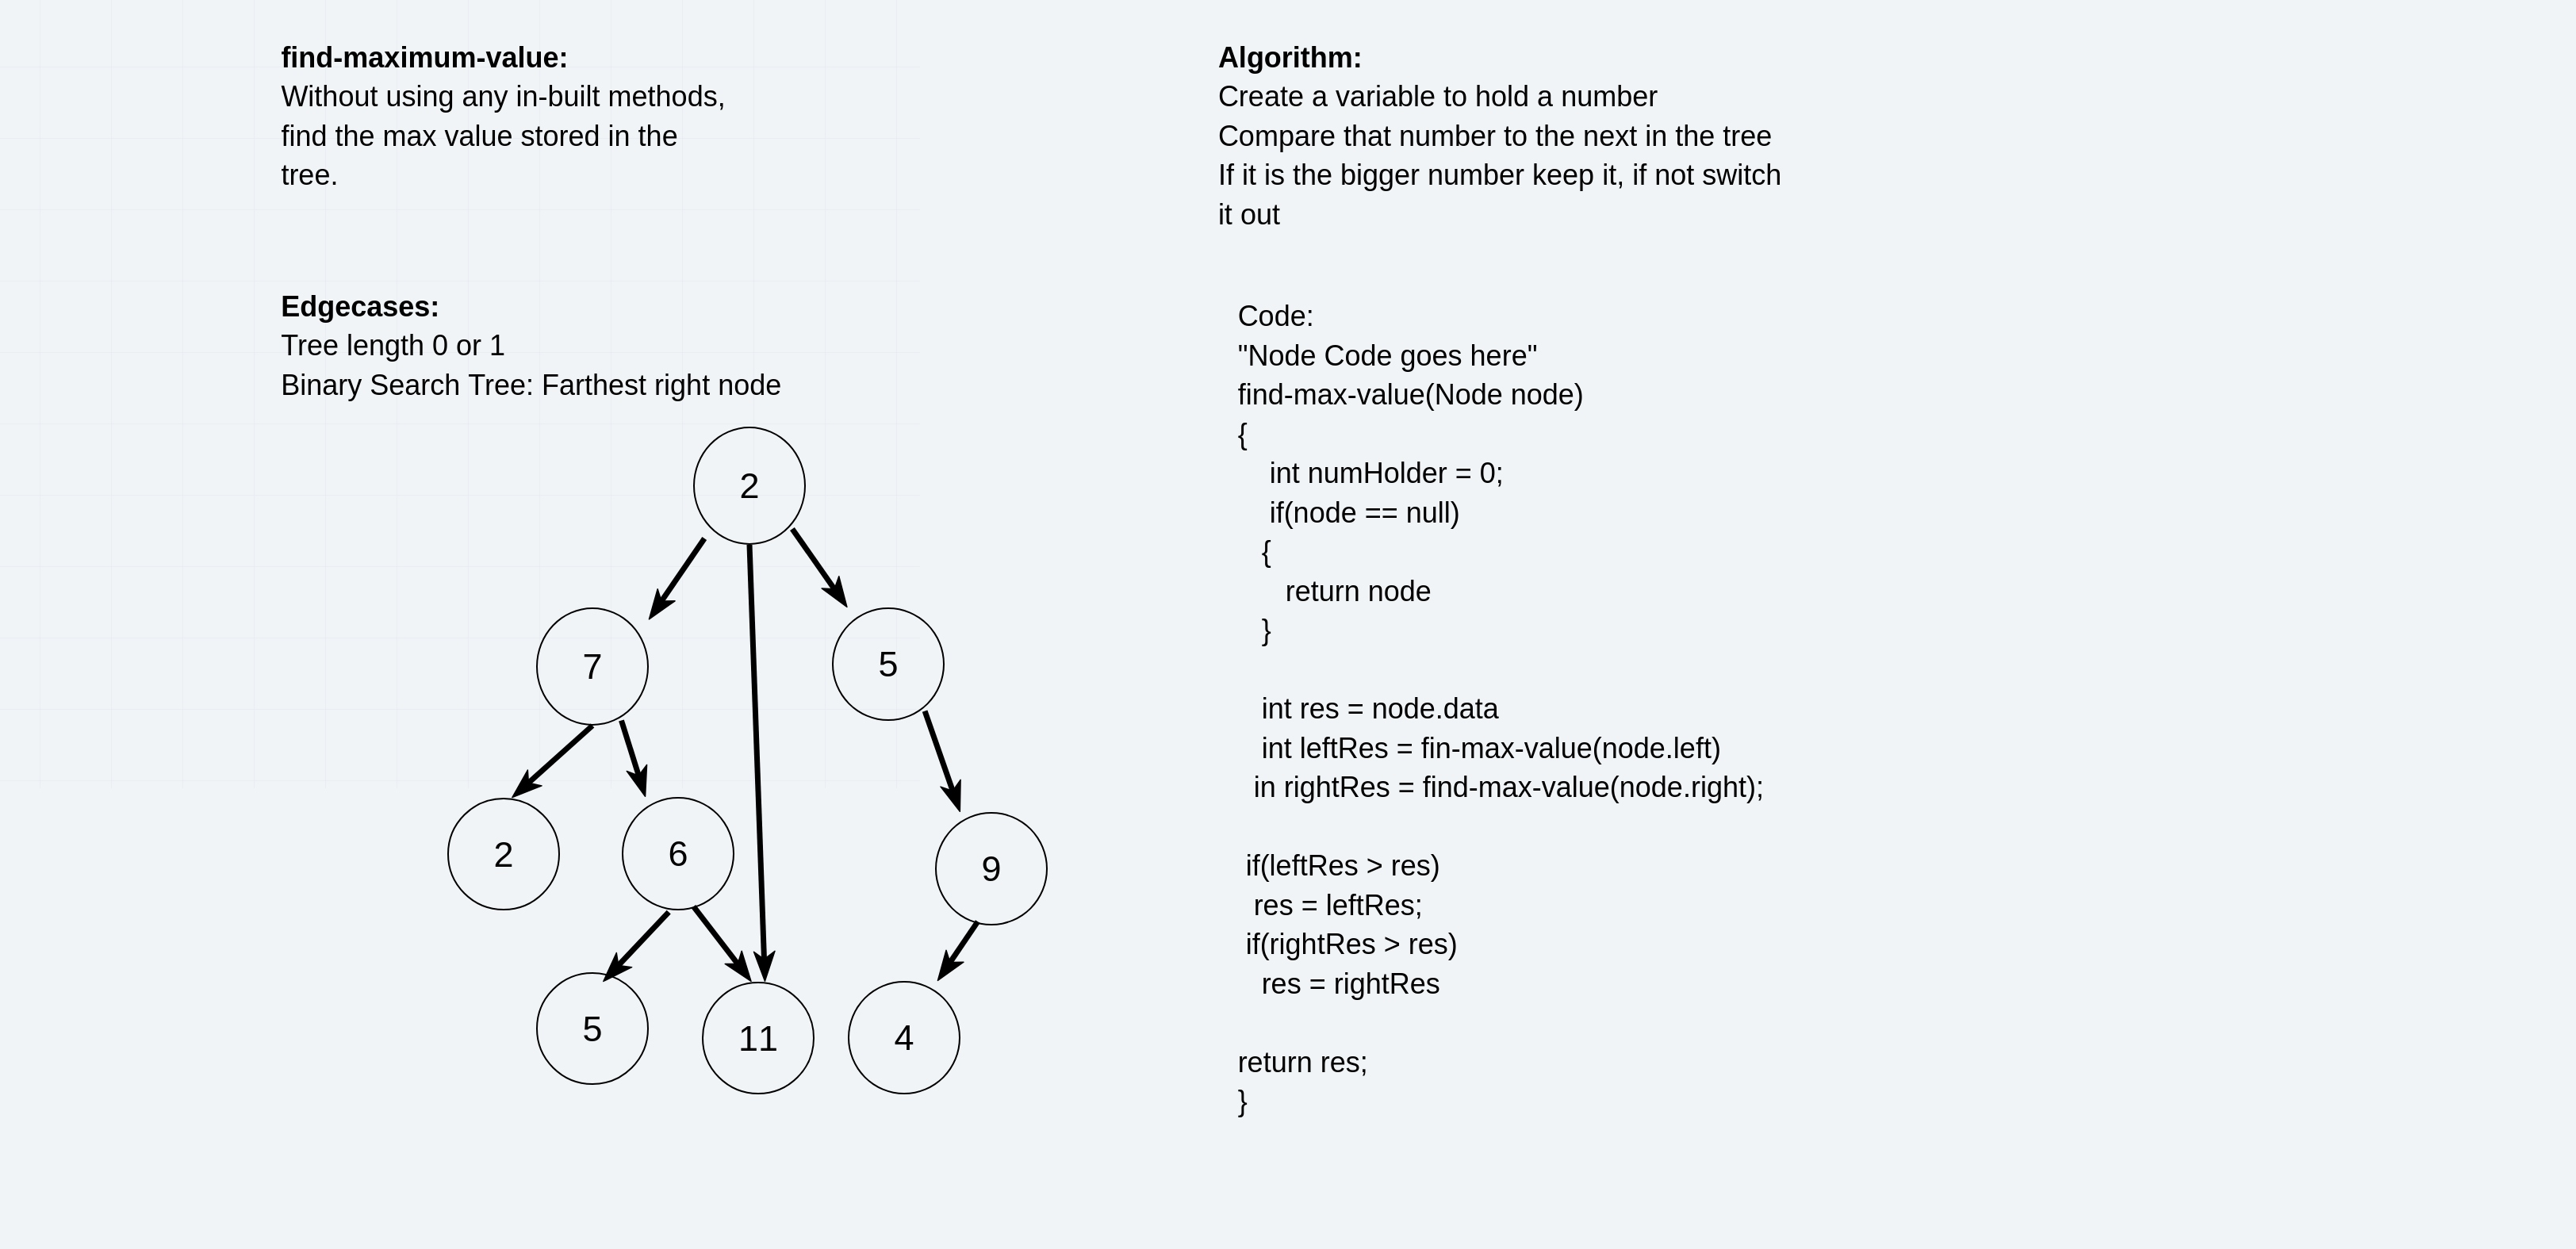 find-maximum-value:
Without using any in-built methods,
find the max value stored in the
tree.
Edgecases:
Tree length 0 or 1
Binary Search Tree: Farthest right node
2
7
5
2
6
9
5
11
4
Algorithm:
Create a variable to hold a number
Compare that number to the next in the tree
If it is the bigger number keep it, if not switch
it out
Code:
"Node Code goes here"
find-max-value(Node node)
{
int numHolder = 0;
if(node == null)
{
return node
}
int res = node.data
int leftRes = fin-max-value(node.left)
in rightRes = find-max-value(node.right);
if(leftRes > res)
res = leftRes;
if(rightRes > res)
res = rightRes
return res;
}